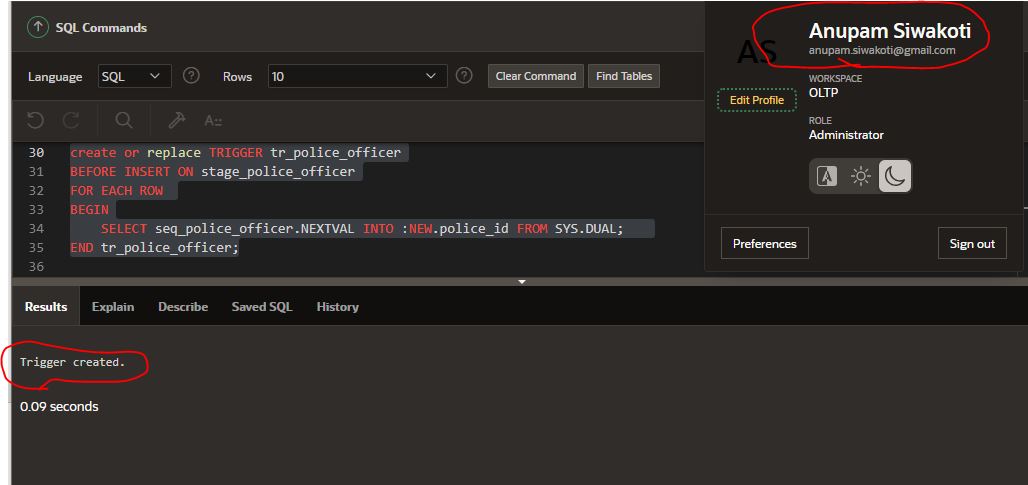 SQL Commands
Language SQL Rows 10 Clear Command Find Tables
30 create or replace TRIGGER tr_police_officer
31 BEFORE INSERT ON stage_police_officer
32 FOR EACH ROW
33 BEGIN
34 SELECT seq_police_officer.NEXTVAL INTO :NEW.police_id FROM SYS.DUAL;
35 END tr_police_officer;
36
AS
Edit Profile
Anupam Siwakoti
anupam.siwakoti@gmail.com
WORKSPACE
OLTP
ROLE
Administrator
Preferences Sign out
Results Explain Describe Saved SQL History
Trigger created.
0.09 seconds